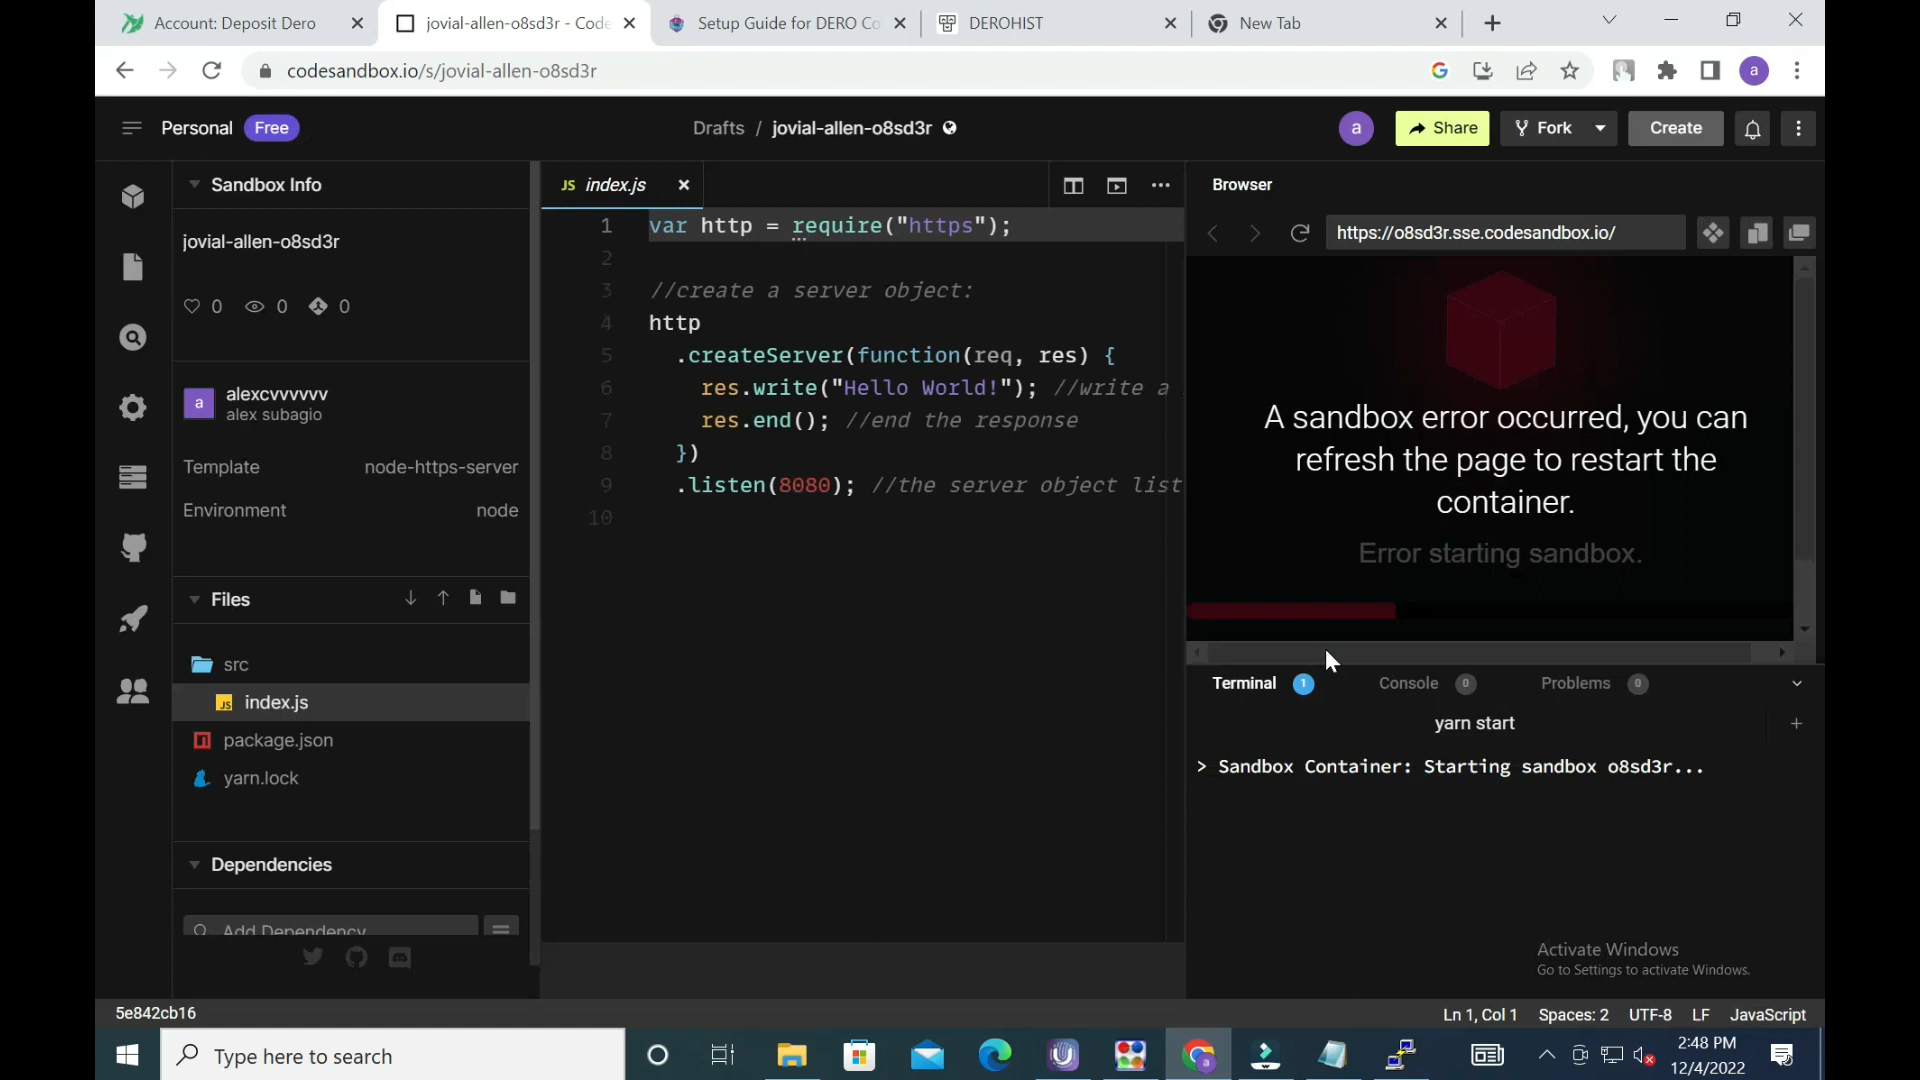 Account: Deposit Dero
jovial-allen-o8sd3r - Code
Setup Guide for DERO Co
DEROHIST
New Tab
codesandbox.io/s/jovial-allen-o8sd3r
a
Personal Free
Drafts / jovial-allen-o8sd3r
a
Share
Fork
Create
Sandbox Info
jovial-allen-o8sd3r
0 0 0
a
alexcvvvvvv
alex subagio
Template node-https-server
Environment node
Files
src
JS index.js
package.json
yarn.lock
Dependencies
Add Dependency
JS index.js
1 var http = require("https");
2
3 //create a server object:
4 http
5 .createServer(function(req, res) {
6 res.write("Hello World!"); //write a
7 res.end(); //end the response
8 })
9 .listen(8080); //the server object list
10
Browser
https://o8sd3r.sse.codesandbox.io/
A sandbox error occurred, you can
refresh the page to restart the
container.
Error starting sandbox.
Terminal 1 Console 0 Problems 0
yarn start
> Sandbox Container: Starting sandbox o8sd3r...
Activate Windows
Go to Settings to activate Windows.
5e842cb16
Ln 1, Col 1 Spaces: 2 UTF-8 LF JavaScript
Type here to search
a
2:48 PM
12/4/2022